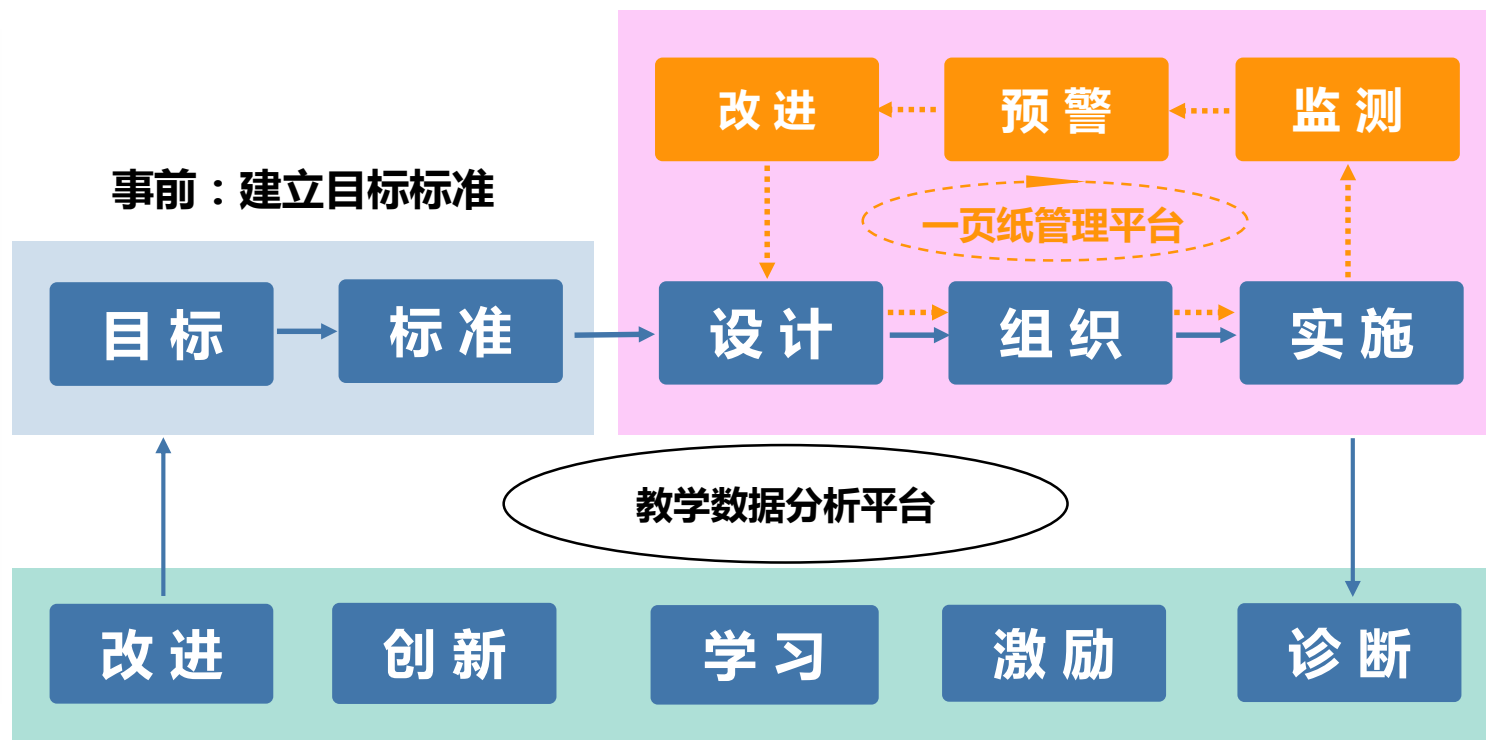 改进
预警
监测
事前：建立目标标准
一页纸管理平台
目标
标准
设计
组织
实施
教学数据分析平台
改进
创新
学习
激励
诊断